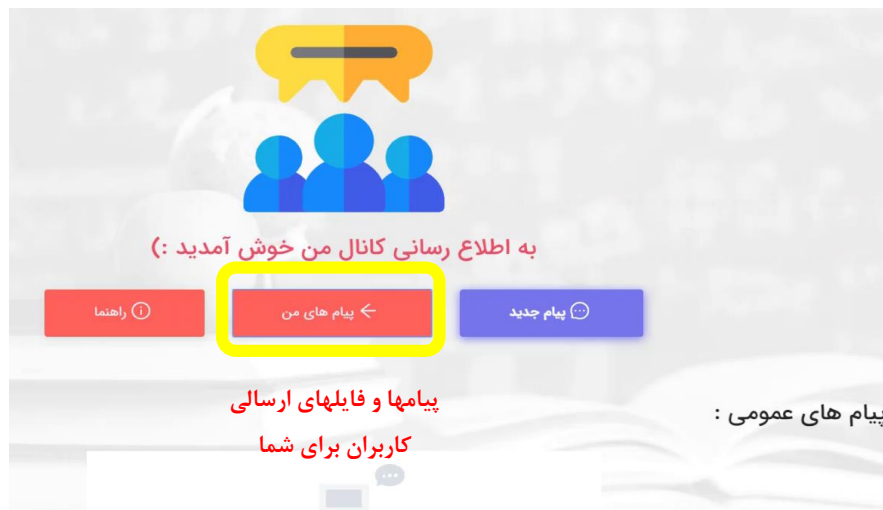 به اطلاع رسانی کانال من خوش آمدید :)
پیام جدید
پیام های من
راهنما
پیامها و فایلهای ارسالی
کاربران برای شما
پیام های عمومی :